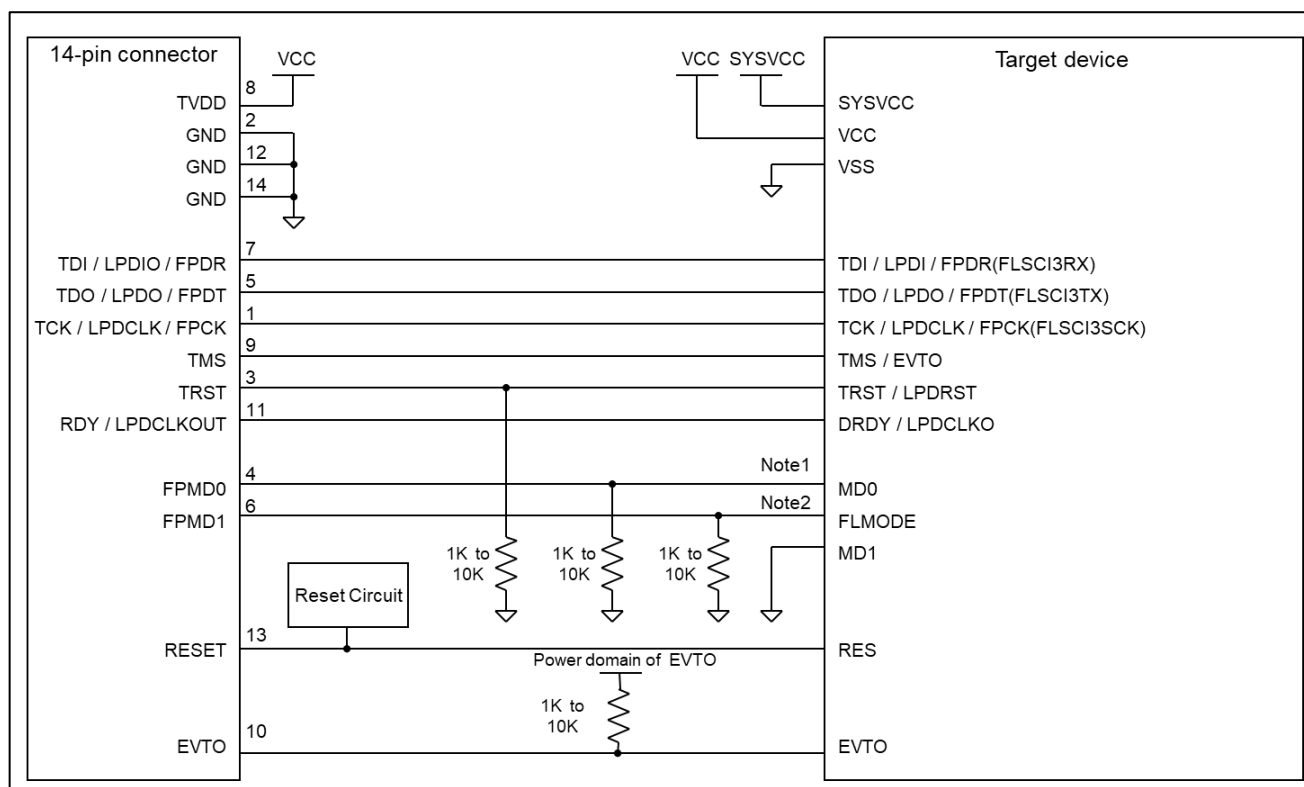 14-pin connector
VCC
VCC
SYSVCC
Target device
8
TVDD
SYSVCC
2
GND
VCC
12
GND
VSS
14
GND
7
TDI / LPDIO / FPDR
TDI / LPDI / FPDR(FLSCI3RX)
5
TDO / LPDO / FPDT
TDO / LPDO / FPDT(FLSCI3TX)
1
TCK / LPDCLK / FPCK
TCK / LPDCLK / FPCK(FLSCI3SCK)
9
TMS
TMS / EVTO
3
TRST
TRST / LPDRST
11
RDY / LPDCLKOUT
DRDY / LPDCLKO
4
Note1
FPMD0
MD0
6
Note2
FPMD1
FLMODE
MD1
1K to
10K
1K to
10K
1K to
10K
Reset Circuit
13
RESET
RES
Power domain of EVTO
1K to
10K
10
EVTO
EVTO